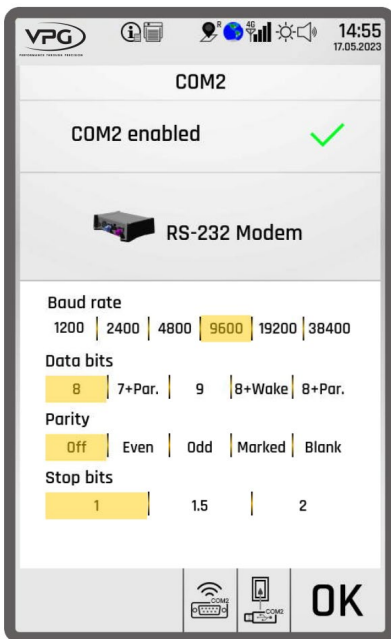 VPG
PERFORMANCE THROUGH PRECISION
R 4G 14:55
17.05.2023
COM2
COM2 enabled
RS-232 Modem
Baud rate
1200 2400 4800 9600 19200 38400
Data bits
8 7+Par. 9 8+Wake 8+Par.
Parity
Off Even Odd Marked Blank
Stop bits
1 1.5 2
COM2 COM2 OK